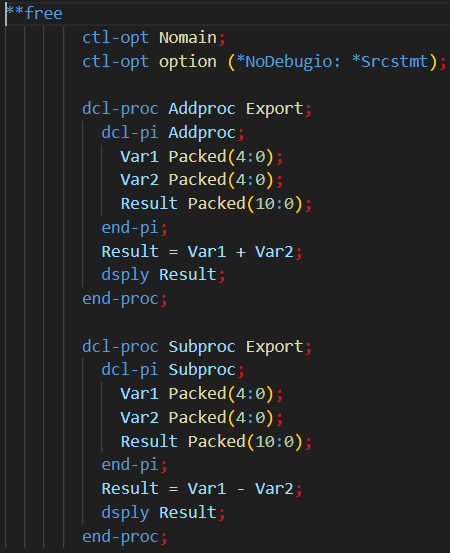 **free
ctl-opt Nomain;
ctl-opt option (*NoDebugio: *Srcstmt);
dcl-proc Addproc Export;
dcl-pi Addproc;
Var1 Packed(4:0);
Var2 Packed(4:0);
Result Packed(10:0);
end-pi;
Result = Var1 + Var2;
dsply Result;
end-proc;
dcl-proc Subproc Export;
dcl-pi Subproc;
Var1 Packed(4:0);
Var2 Packed(4:0);
Result Packed(10:0);
end-pi;
Result = Var1 - Var2;
dsply Result;
end-proc;